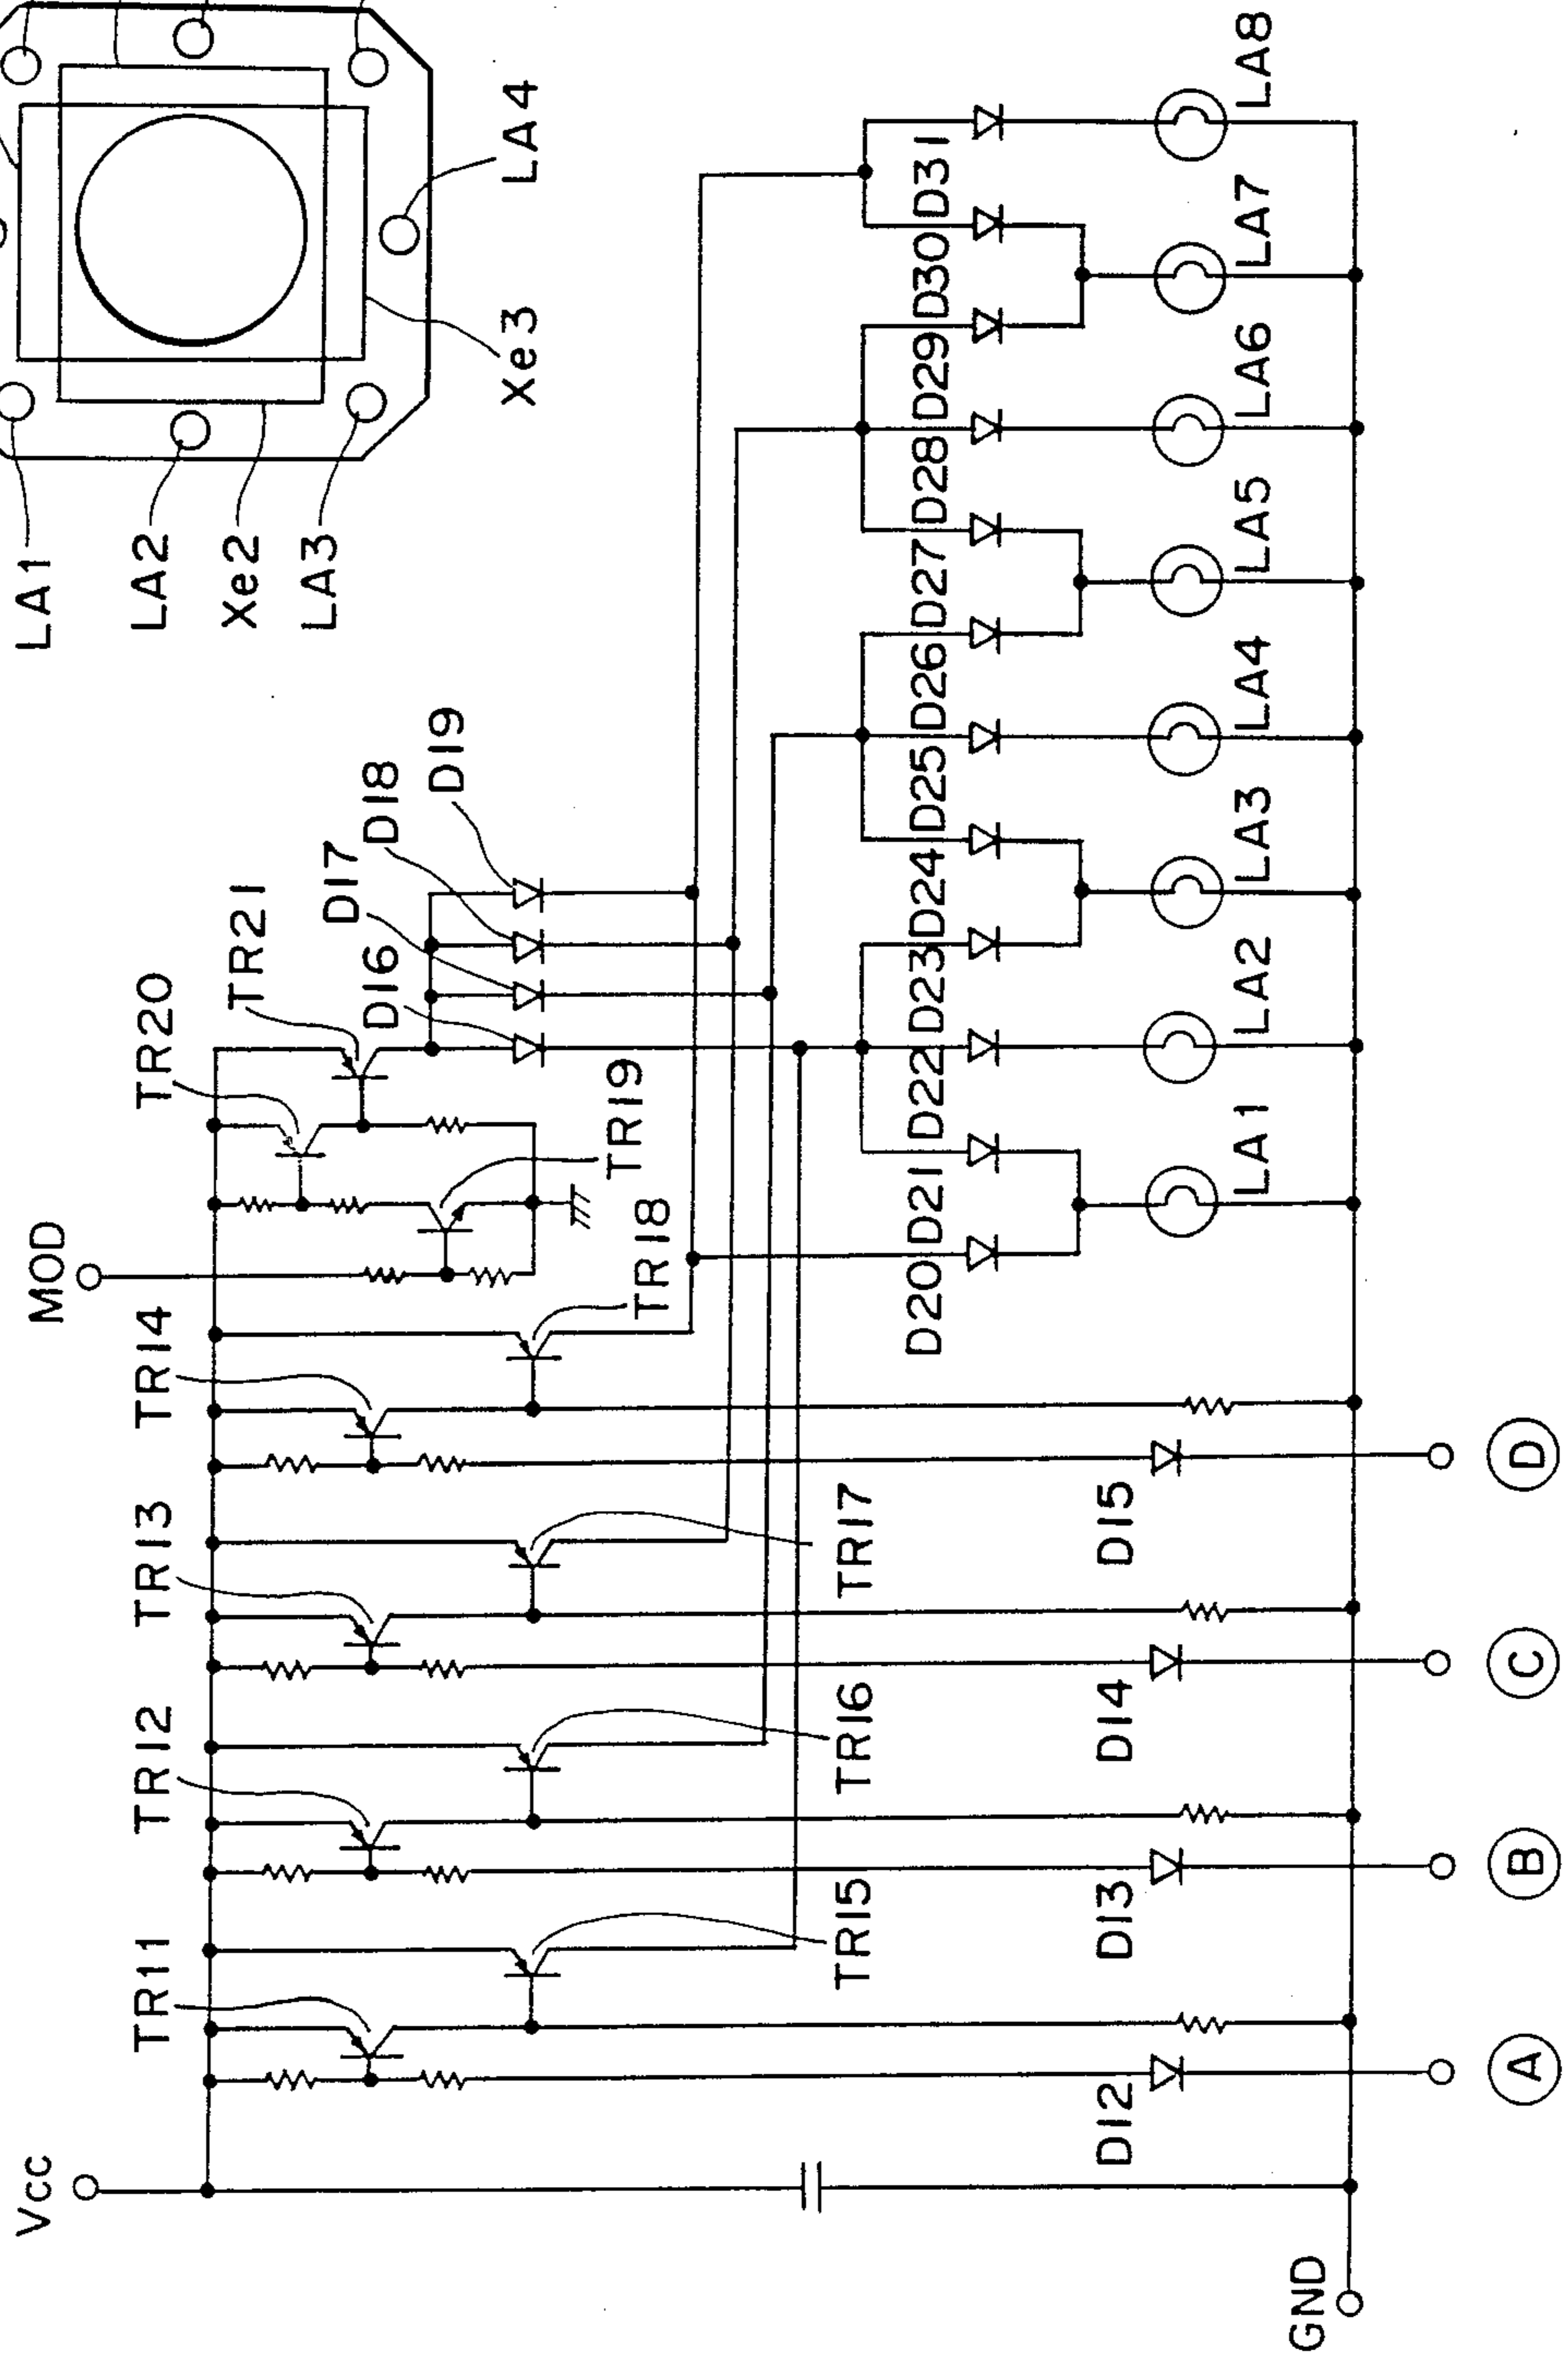 LA1
LA2
Xe2
LA3
Xe3
LA4
Vcc
MOD
GND
TR11
TR12
TR13
TR14
TR20
TR21
D17
D18
D19
D16
TR19
TR18
TR15
TR16
TR17
D20
D21
D22
D23
D24
D25
D26
D27
D28
D29
D30
D31
D12
D13
D14
D15
LA1
LA2
LA3
LA4
LA5
LA6
LA7
LA8
A
B
C
D